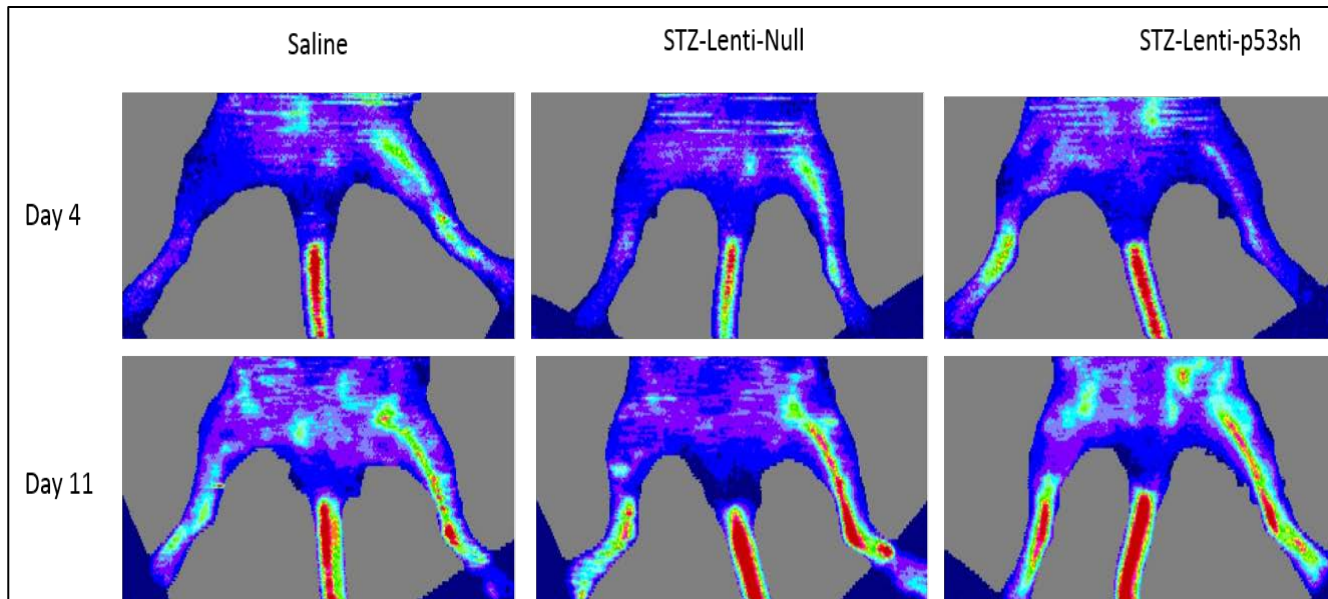 Saline
STZ-Lenti-Null
STZ-Lenti-p53sh
Day 4
Day 11